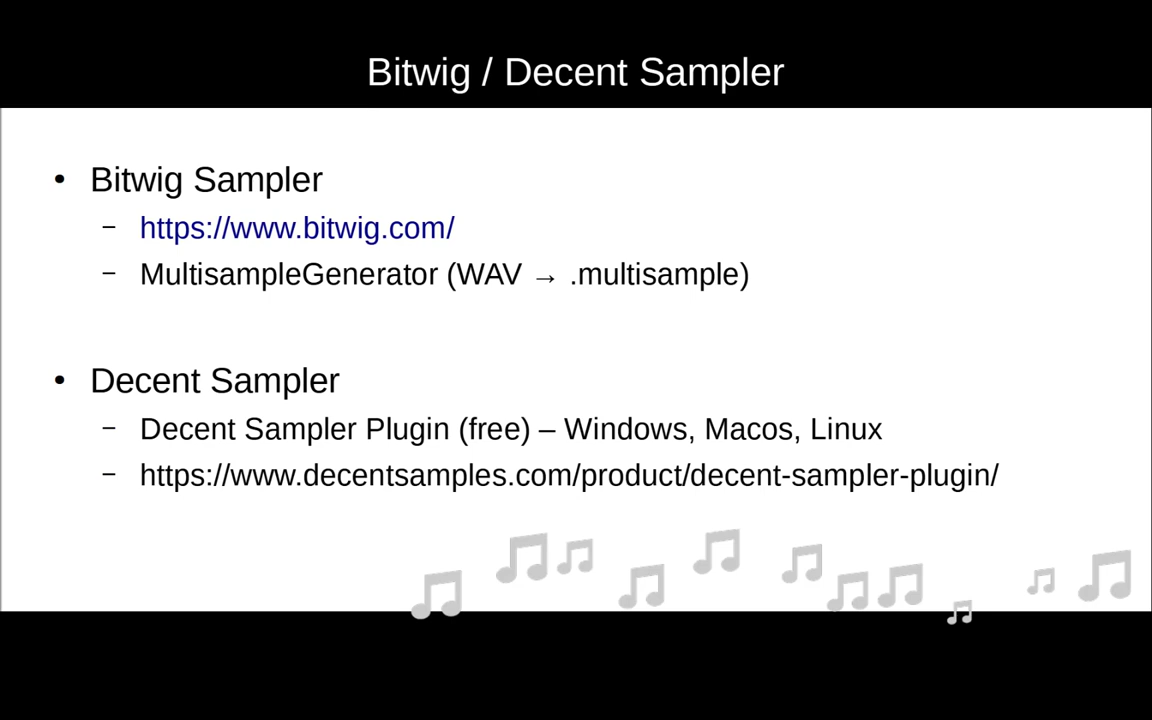 Bitwig / Decent Sampler
• Bitwig Sampler
– https://www.bitwig.com/
– MultisampleGenerator (WAV → .multisample)
• Decent Sampler
– Decent Sampler Plugin (free) – Windows, Macos, Linux
– https://www.decentsamples.com/product/decent-sampler-plugin/